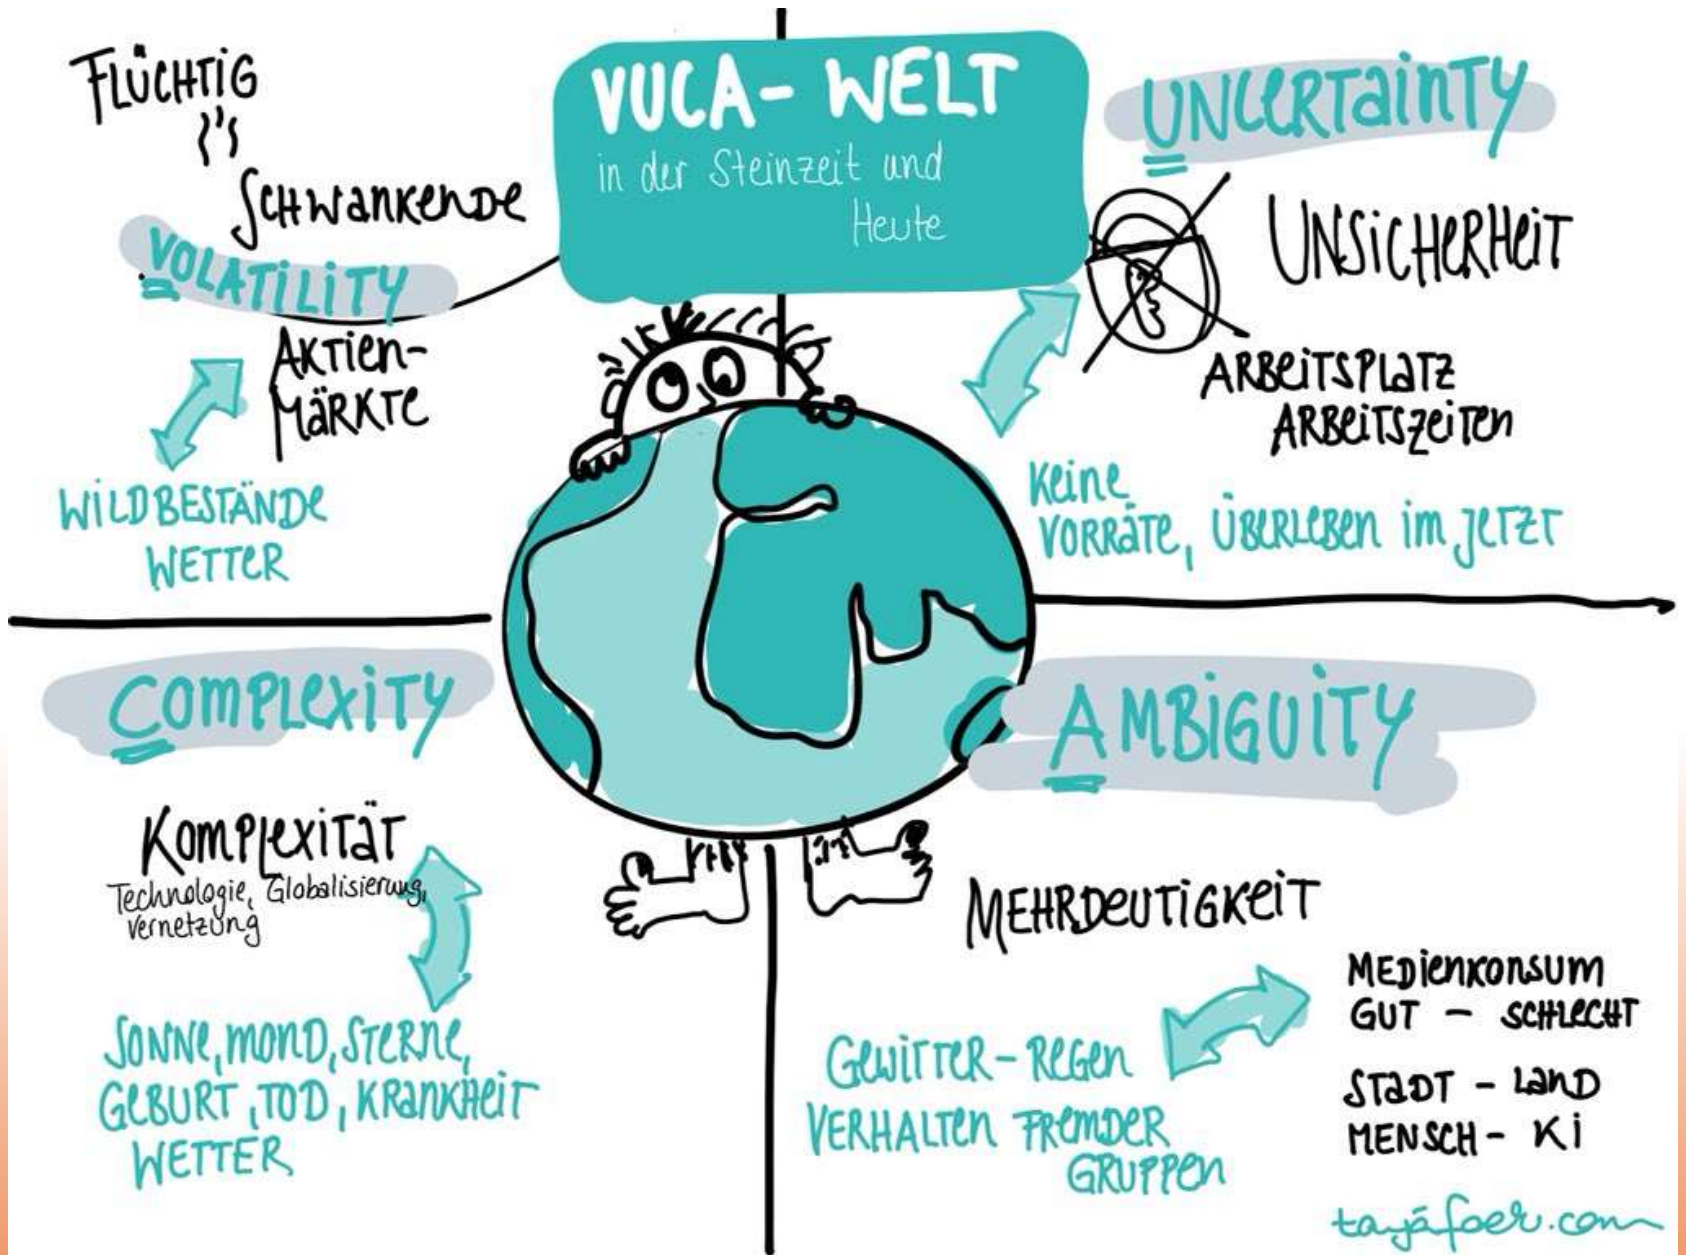 VUCA - WELT
in der Steinzeit und
Heute
FLÜCHTIG
SCHWANKENDE
VOLATILITY
AKTIEN-
MÄRKTE
WILDBESTÄNDE
WETTER
UNCERTAINTY
UNSICHERHEIT
ARBEITSPLATZ
ARBEITSZEITEN
Keine
VORRÄTE, ÜBERLEBEN im JETZT
COMPLEXITY
KOMPLEXITÄT
Technologie, Globalisierung,
Vernetzung
SONNE, MOND, STERNE,
GEBURT, TOD, KRANKHEIT
WETTER
AMBIGUITY
MEHRDEUTIGKEIT
MEDIENKONSUM
GUT - SCHLECHT
STADT - LAND
MENSCH - KI
GEWITTER - REGEN
VERHALTEN FREMDER
GRUPPEN